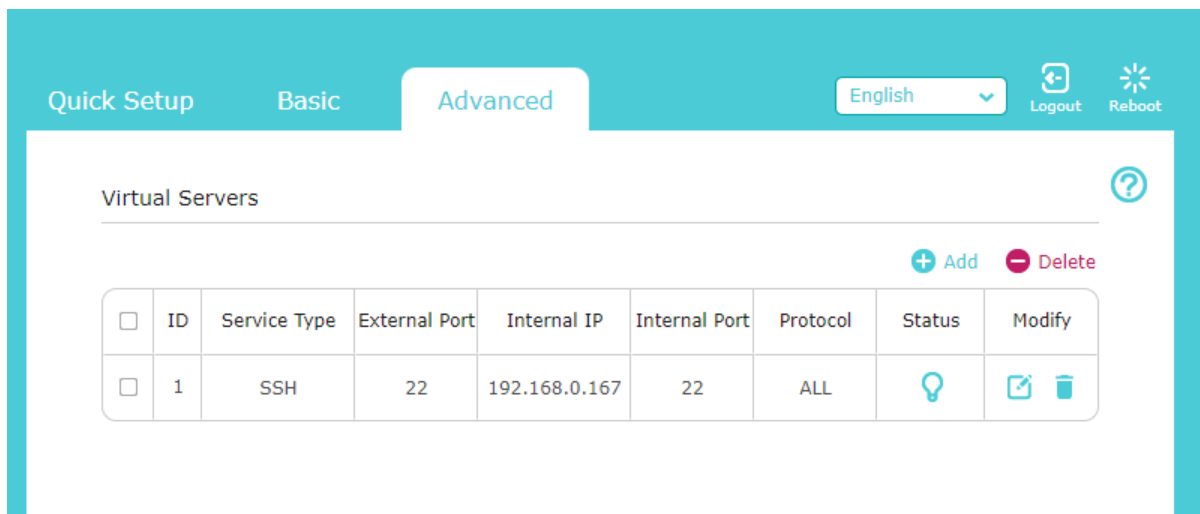 Quick Setup Basic Advanced English Logout Reboot
Virtual Servers
Add Delete
ID Service Type External Port Internal IP Internal Port Protocol Status Modify
1 SSH 22 192.168.0.167 22 ALL